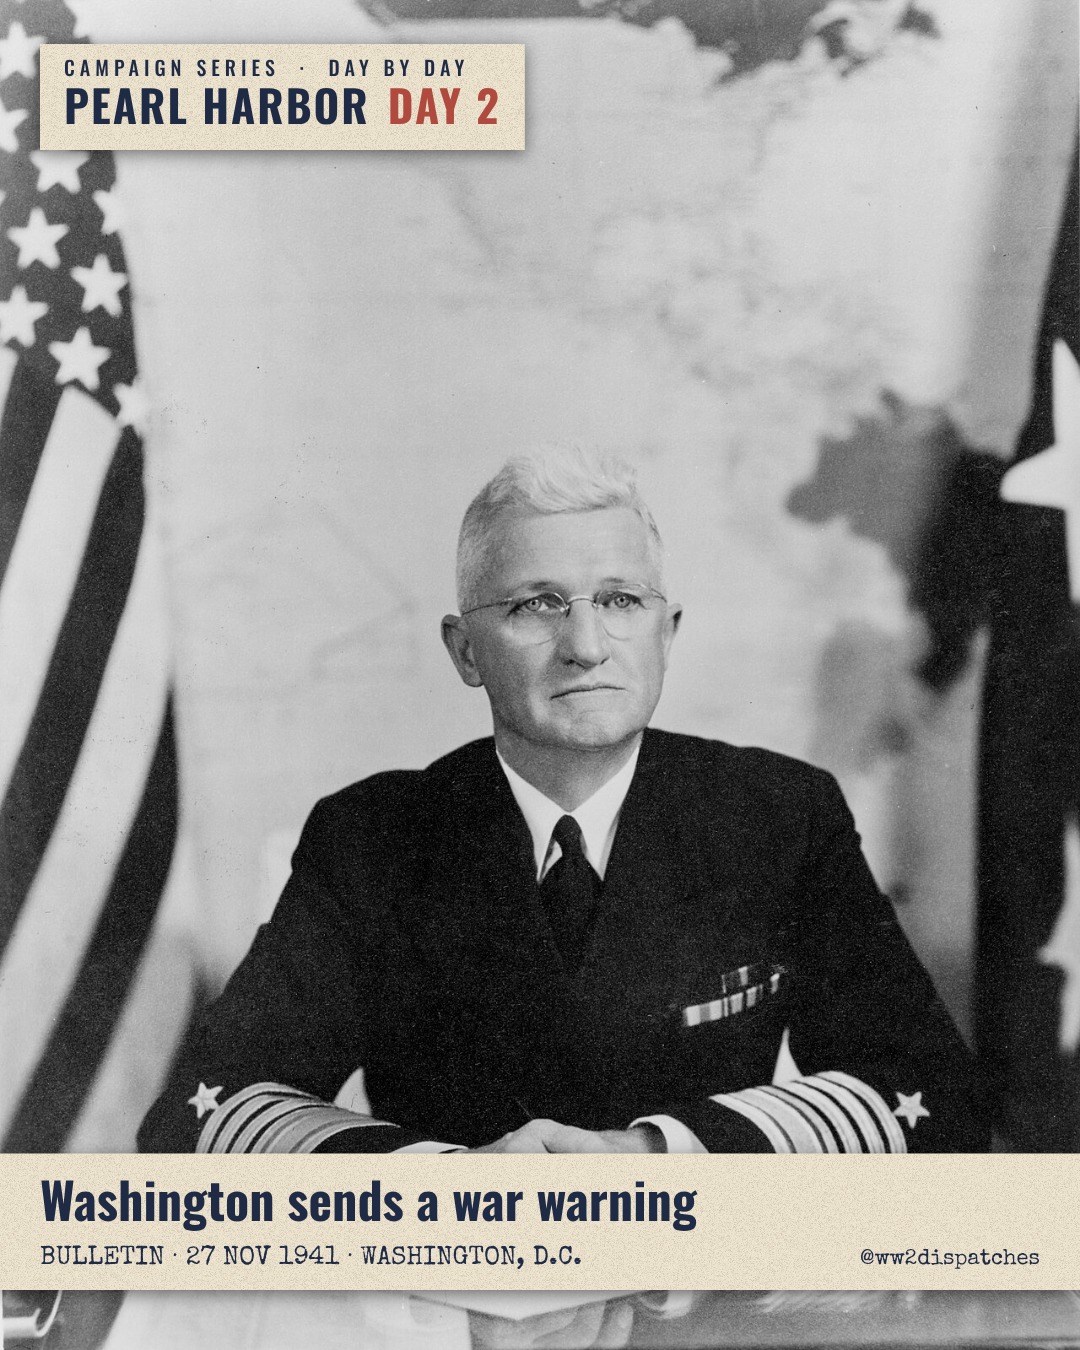 CAMPAIGN SERIES · DAY BY DAY
PEARL HARBOR DAY 2
Washington sends a war warning
BULLETIN · 27 NOV 1941 · WASHINGTON, D.C.
@ww2dispatches